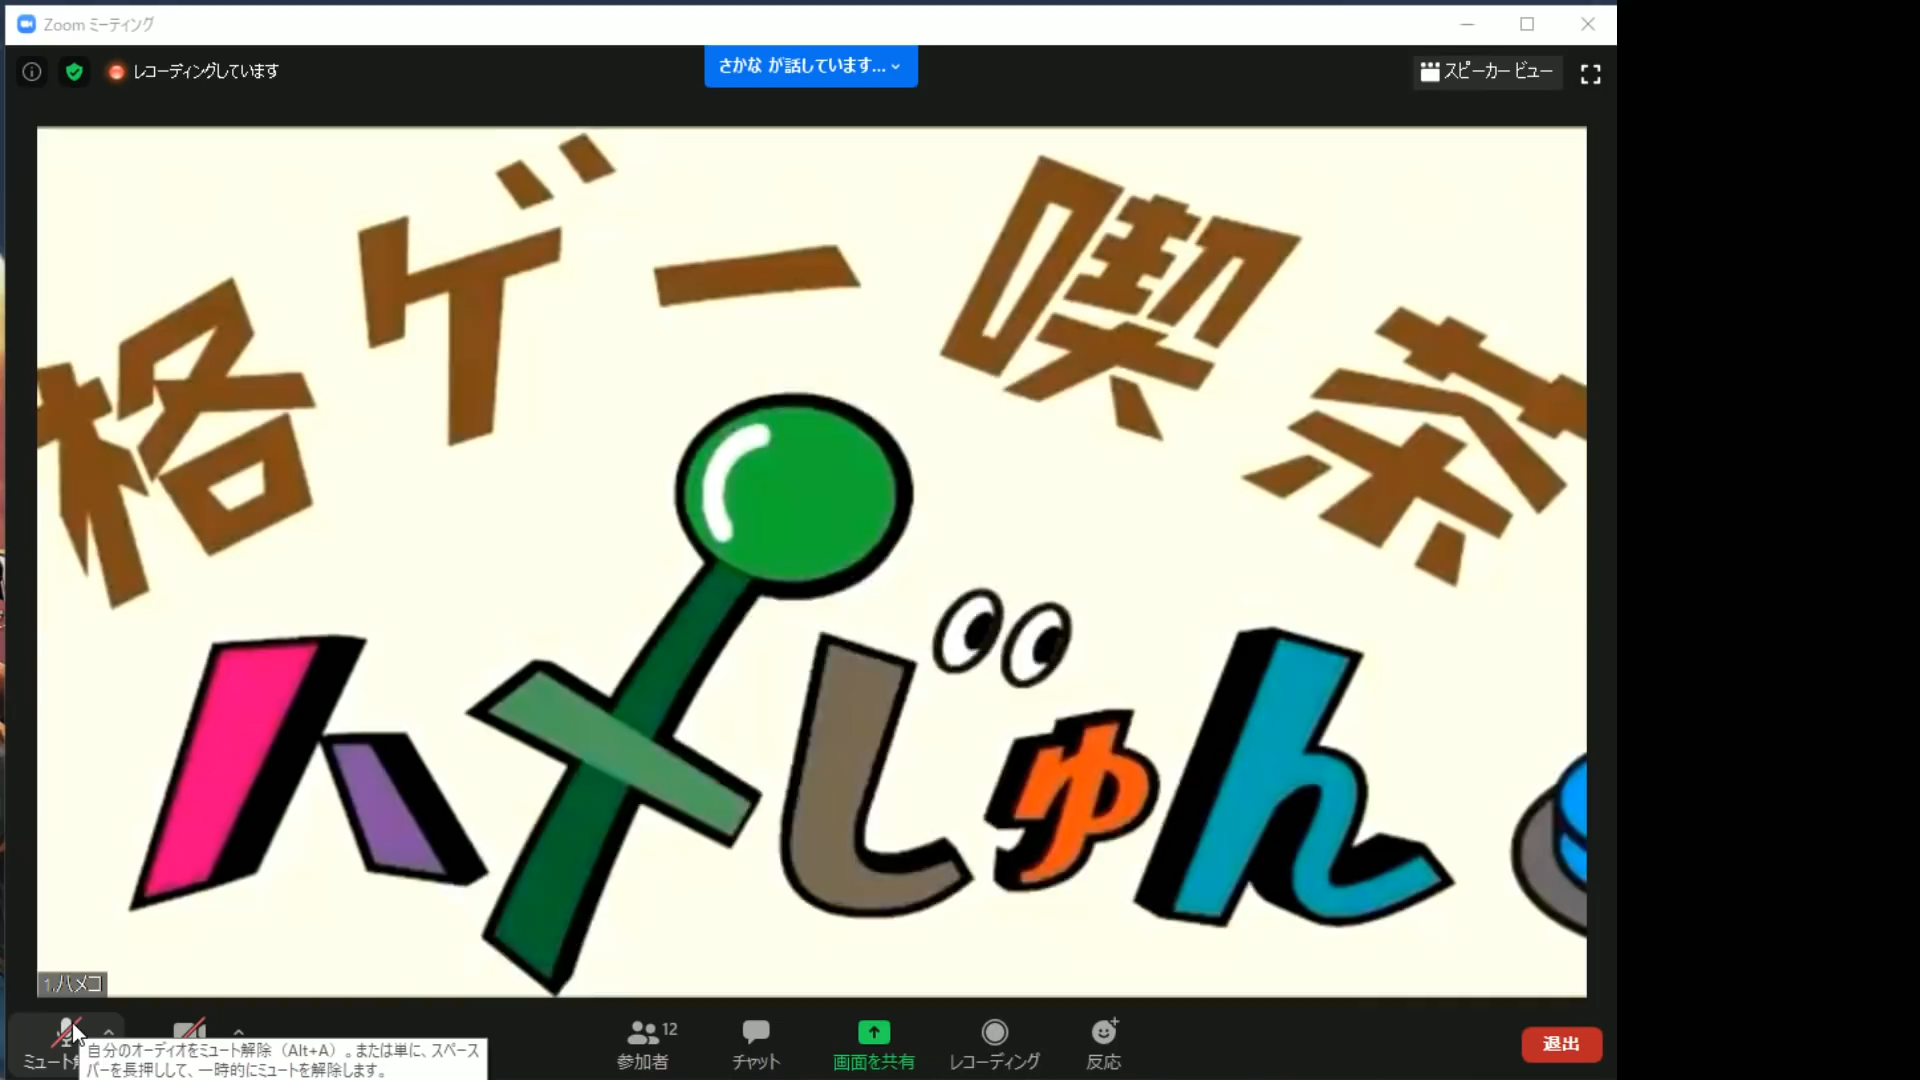 Zoom ミーティング
レコーディングしています
さかな が話しています...
スピーカー ビュー
格ゲー喫茶
ハメじゅん
1.ハメコ
ミュート解
自分のオーディオをミュート解除（Alt+A）。または単に、スペース
バーを長押しして、一時的にミュートを解除します。
12
参加者
チャット
画面を共有
レコーディング
反応
退出